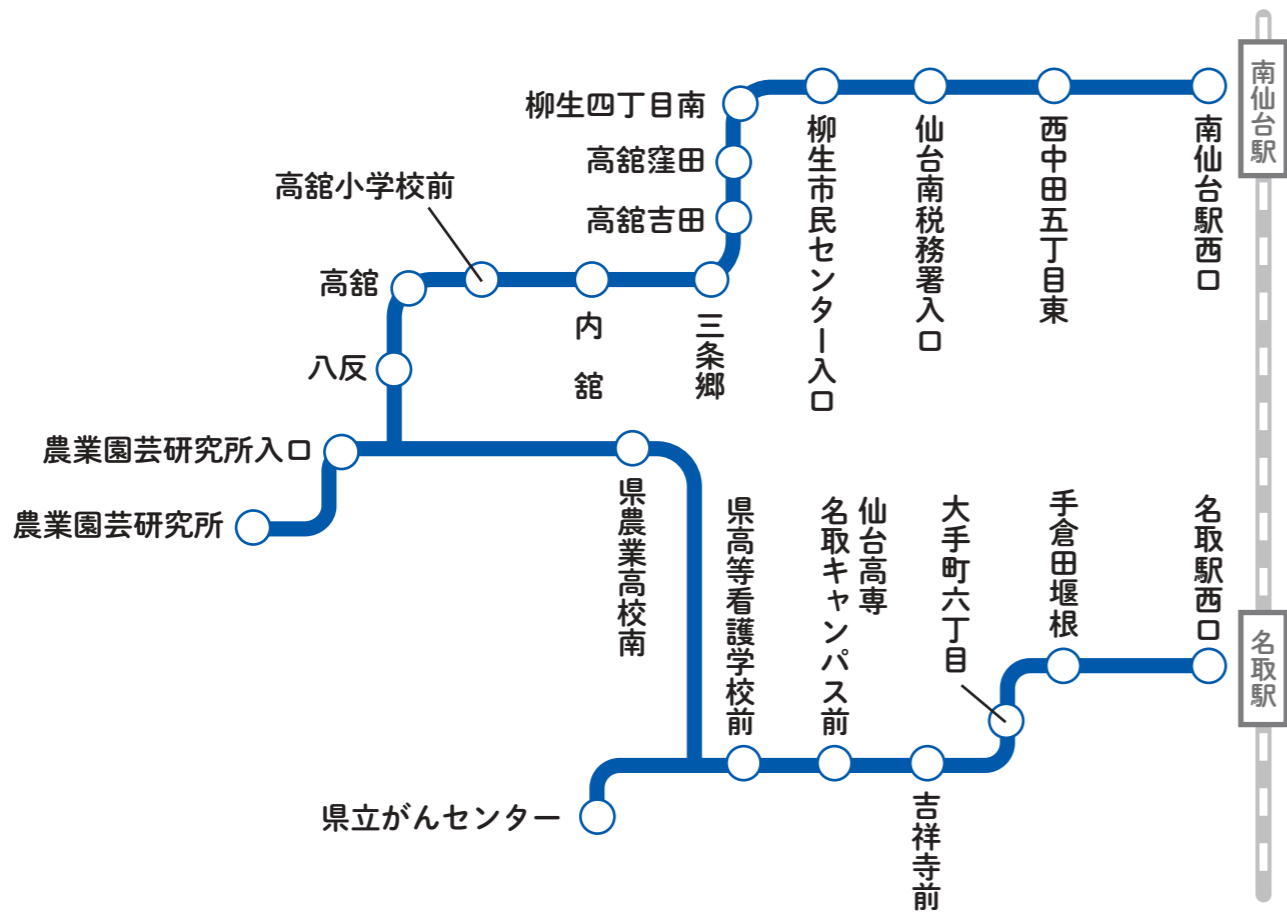 南仙台駅
南仙台駅西口
西中田五丁目東
仙台南税務署入口
柳生市民センター入口
柳生四丁目南
高舘窪田
高舘吉田
三条郷
内舘
高舘小学校前
高舘
八反
農業園芸研究所入口
農業園芸研究所
県農業高校南
県立がんセンター
県高等看護学校前
仙台高専
名取キャンパス前
吉祥寺前
大手町六丁目
手倉田堰根
名取駅西口
名取駅